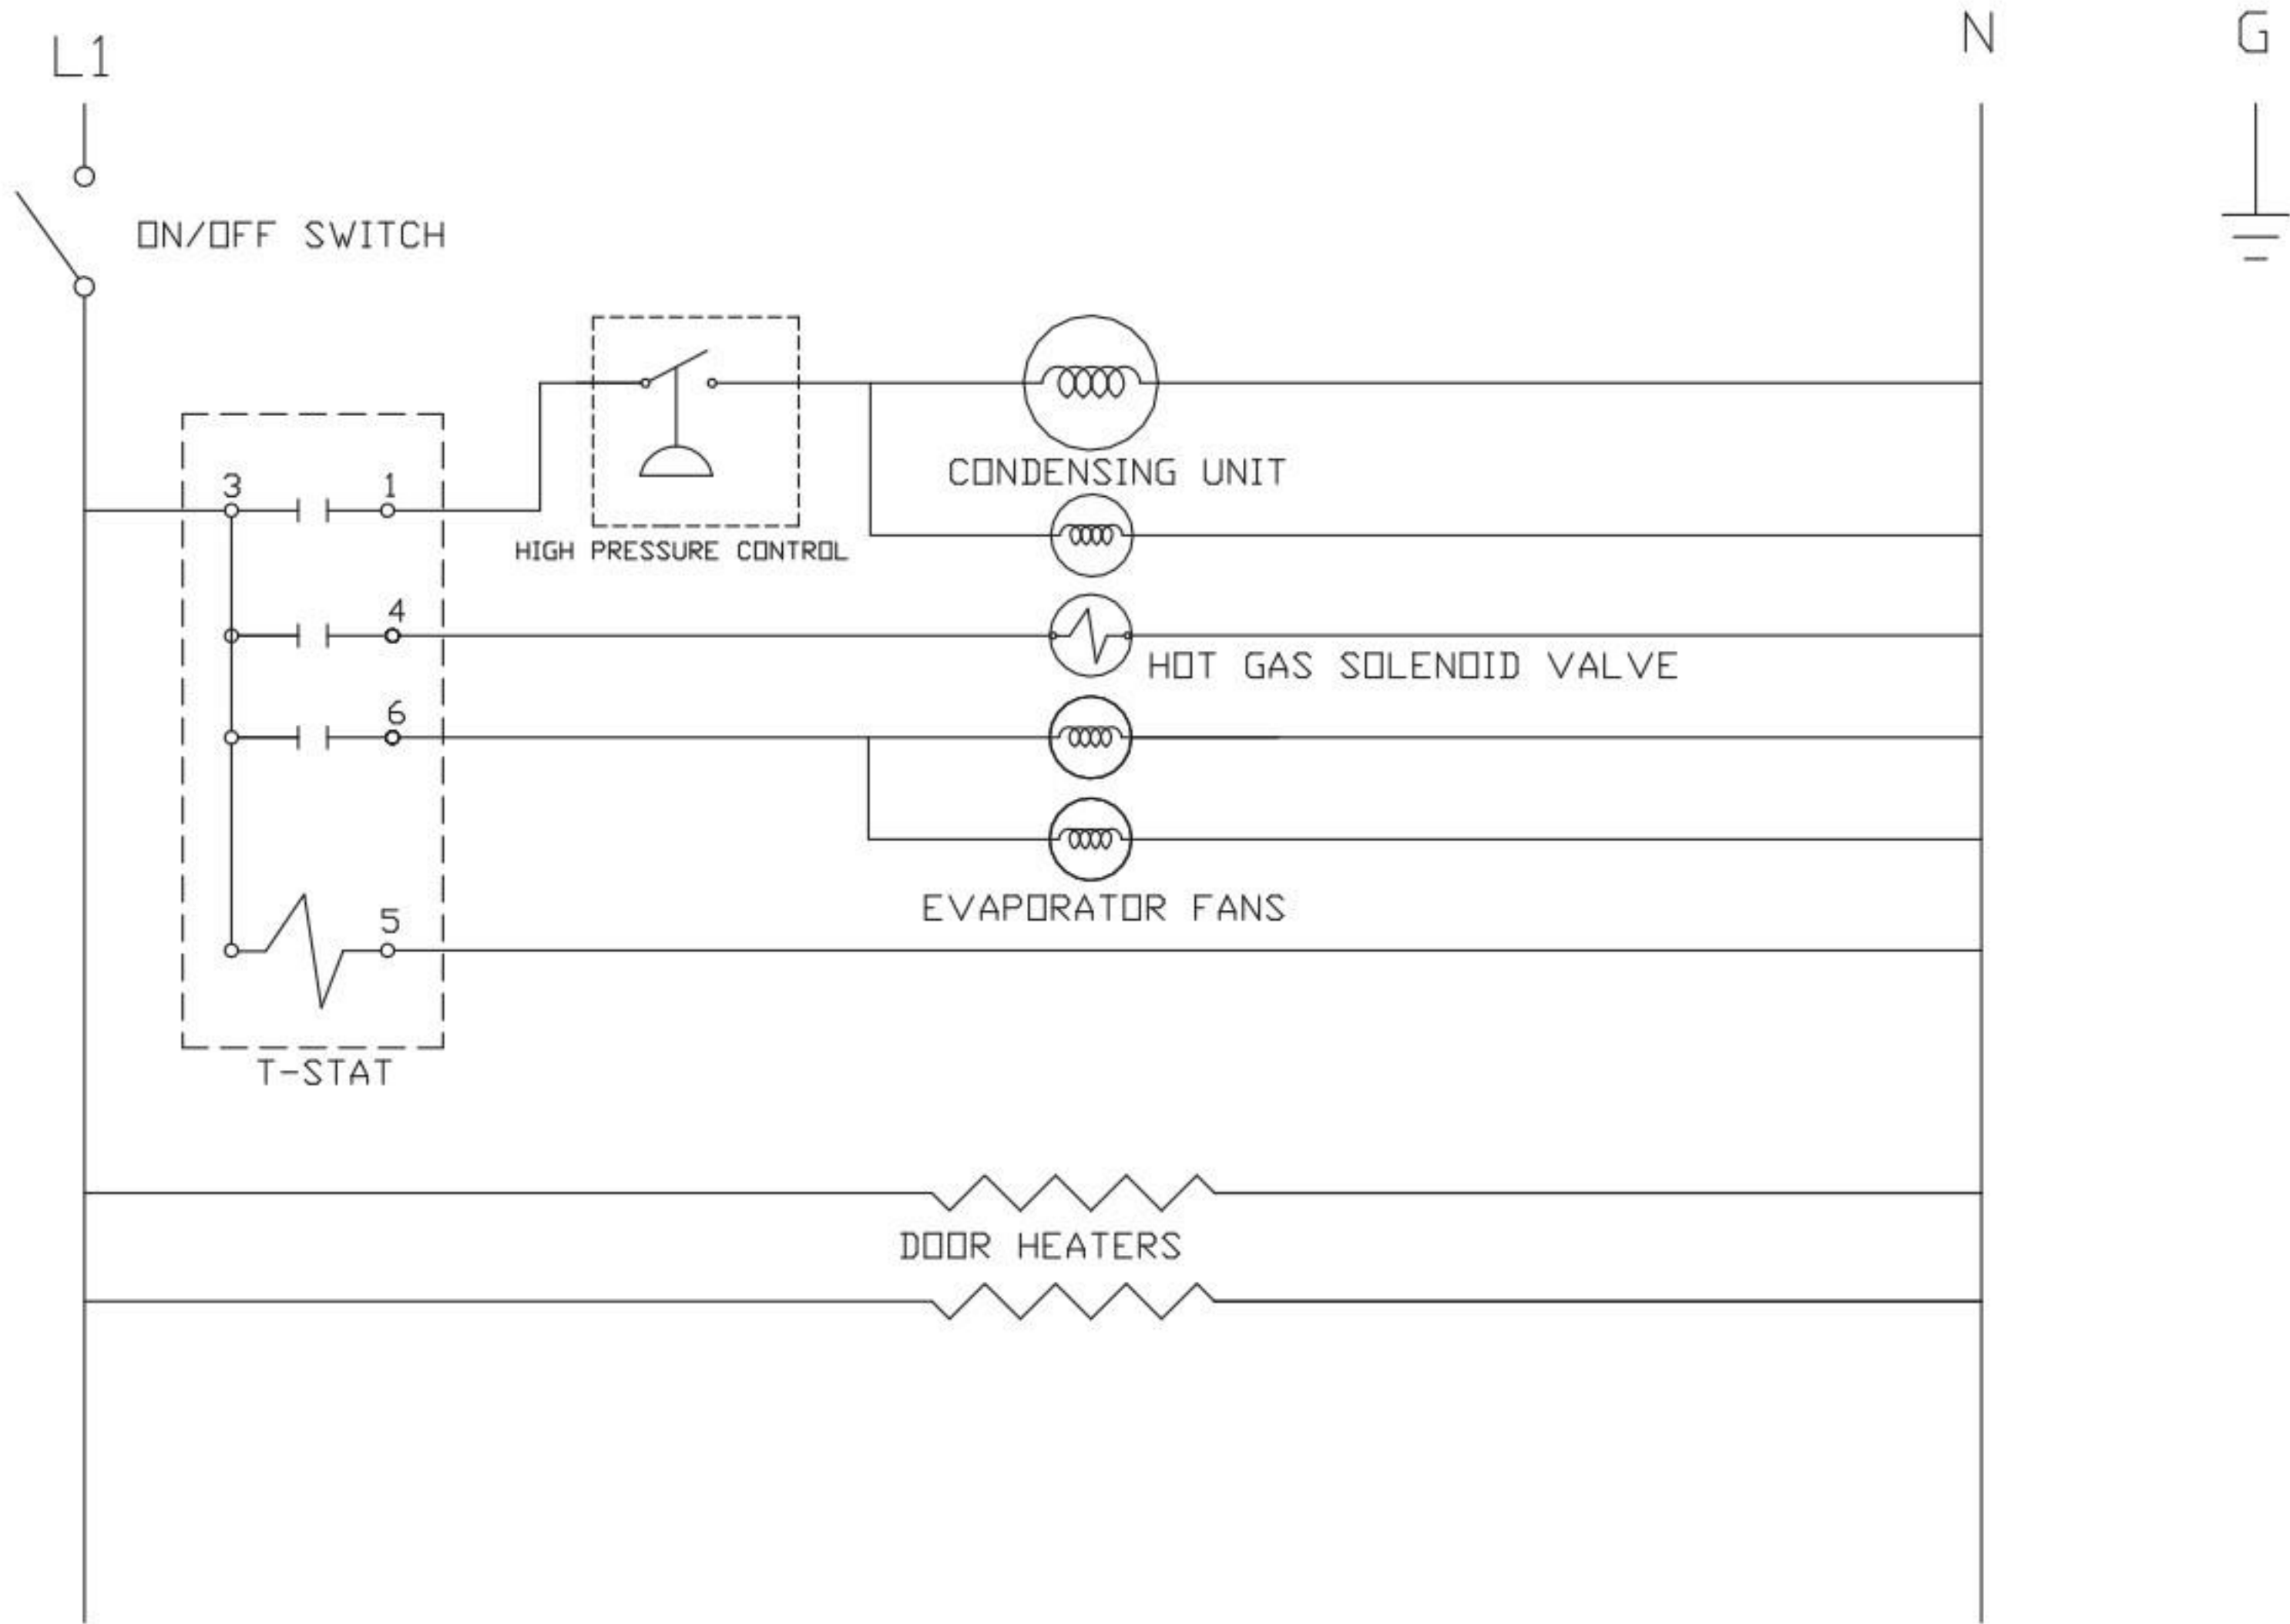 L1
N
G
ON/OFF SWITCH
CONDENSING UNIT
3
1
HIGH PRESSURE CONTROL
4
HOT GAS SOLENOID VALVE
6
EVAPORATOR FANS
5
T-STAT
DOOR HEATERS